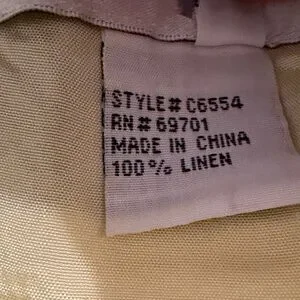 STYLE# C6554
RN# 69701
MADE IN CHINA
100% LINEN